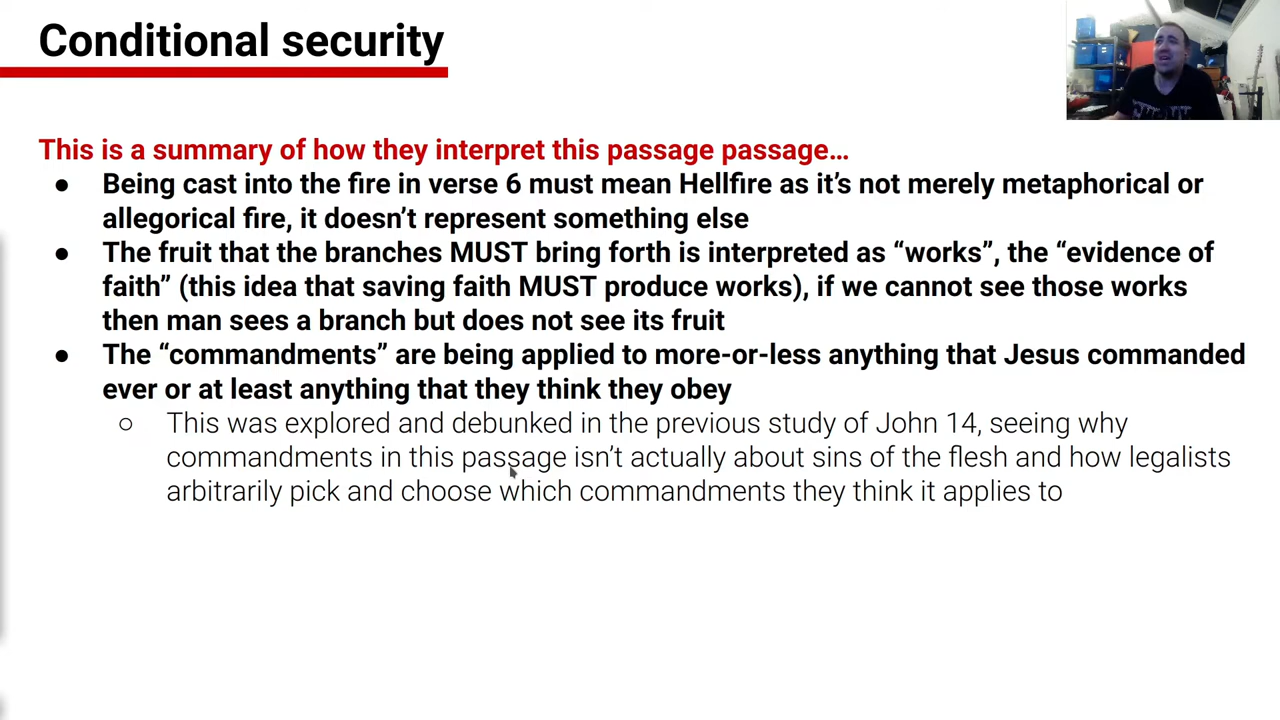 Conditional security
This is a summary of how they interpret this passage passage…
● Being cast into the fire in verse 6 must mean Hellfire as it’s not merely metaphorical or
allegorical fire, it doesn’t represent something else
● The fruit that the branches MUST bring forth is interpreted as “works”, the “evidence of
faith” (this idea that saving faith MUST produce works), if we cannot see those works
then man sees a branch but does not see its fruit
● The “commandments” are being applied to more-or-less anything that Jesus commanded
ever or at least anything that they think they obey
○ This was explored and debunked in the previous study of John 14, seeing why
commandments in this passage isn’t actually about sins of the flesh and how legalists
arbitrarily pick and choose which commandments they think it applies to